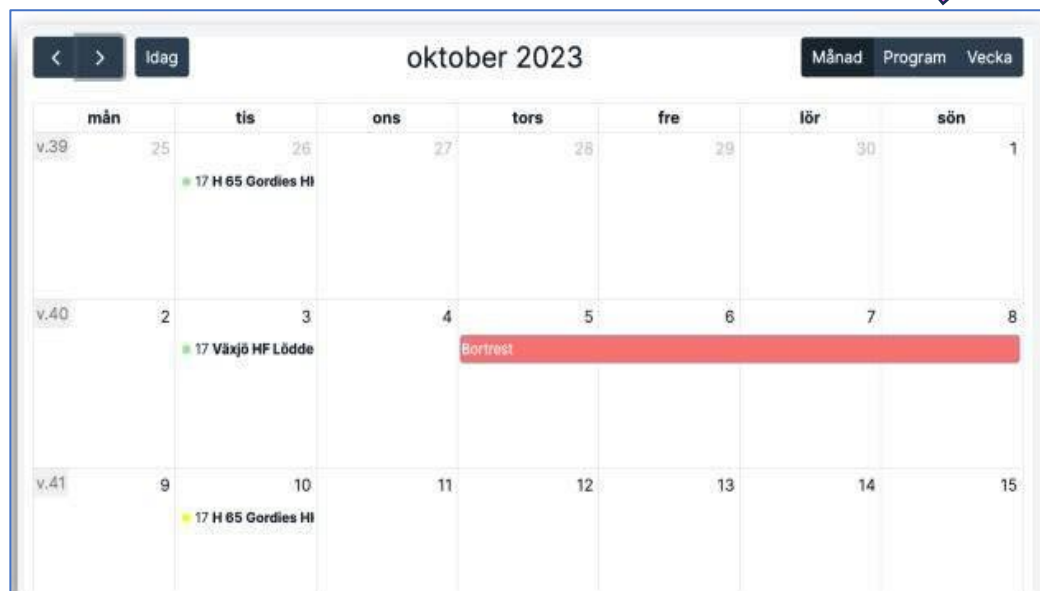 < > Idag oktober 2023 Månad Program Vecka
mån tis ons tors fre lör sön
v.39 25 26 27 28 29 30 1
17 H 65 Gordies
v.40 2 3 4 5 6 7 8
17 Växjö HF Lödde
Bortrest
v.41 9 10 11 12 13 14 15
17 H 65 Gordies